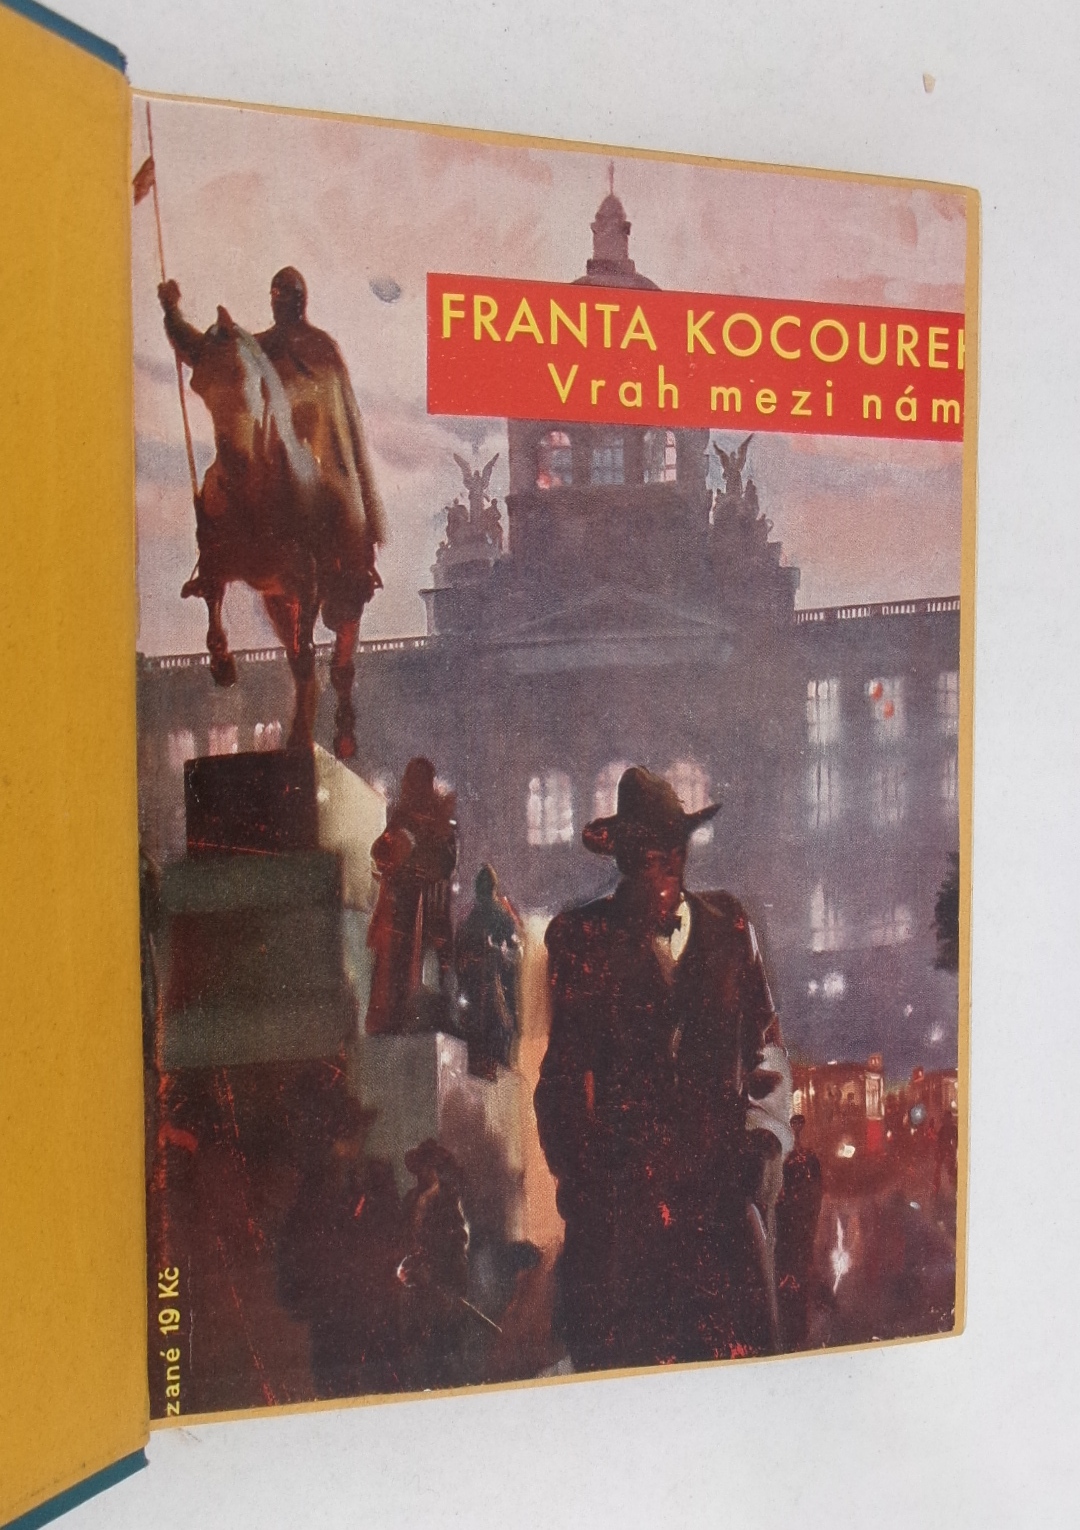 FRANTA KOCOUREK
Vrah mezi nám
zané 19 Kč